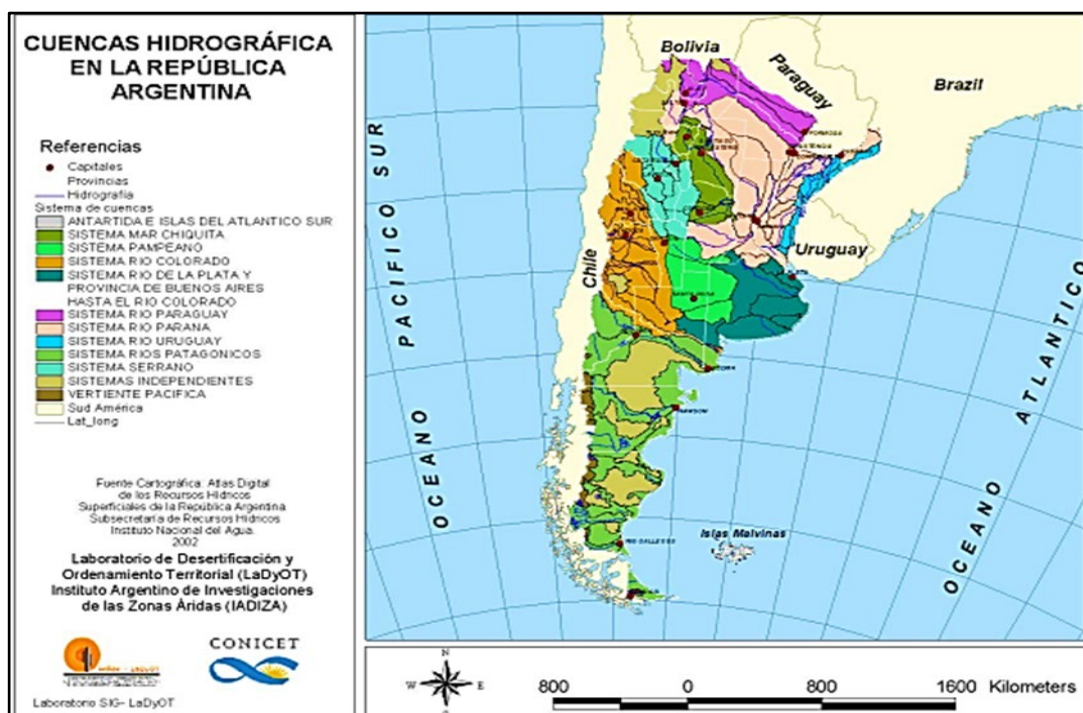 CUENCAS HIDROGRÁFICA
EN LA REPÚBLICA
ARGENTINA
Referencias
Capitales
Provincias
Hidrografía
Sistema de cuencas
ANTARTIDA E ISLAS DEL ATLANTICO SUR
SISTEMA MAR CHIQUITA
SISTEMA PAMPEANO
SISTEMA RIO COLORADO
SISTEMA RIO DE LA PLATA Y
PROVINCIA DE BUENOS AIRES
HASTA EL RIO COLORADO
SISTEMA RIO PARAGUAY
SISTEMA RIO PARANA
SISTEMA RIO URUGUAY
SISTEMA RIOS PATAGONICOS
SISTEMA SERRANO
SISTEMAS INDEPENDIENTES
VERTIENTE PACIFICA
Sud América
Lat_long
Fuente Cartográfica: Atlas Digital
de los Recursos Hídricos
Superficiales de la República Argentina.
Subsecretaría de Recursos Hídricos
Instituto Nacional del Agua.
2002
Laboratorio de Desertificación y
Ordenamiento Territorial (LaDyOT)
Instituto Argentino de Investigaciones
de las Zonas Áridas (IADIZA)
CONICET
Laboratorio SIG- LaDyOT
Bolivia
Paraguay
Brazil
Uruguay
Chile
OCEANO PACIFICO SUR
OCEANO ATLANTICO
Islas Malvinas
FORMOSA
RAWSON
RIO GALLEGOS
N
W E
S
800 0 800 1600 Kilometers